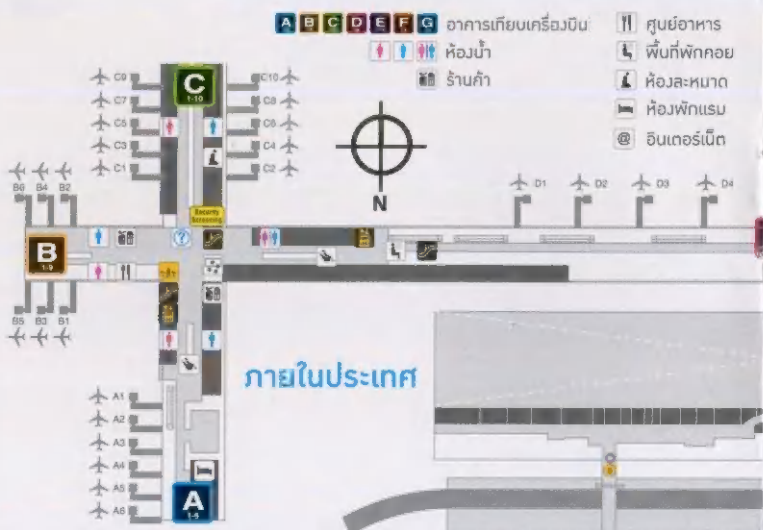 A B C D E F G อาคารเทียบเครื่องบิน
ห้องน้ำ
ร้านค้า
ศูนย์อาหาร
พื้นที่พักคอย
ห้องละหมาด
ห้องพักแรม
@ อินเตอร์เน็ต
C
1-10
C9
C7
C5
C3
C1
C10
C8
C6
C4
C2
N
D1
D2
D3
D4
Security
Screening
?
B4
B2
B
1-9
B5
B3
B1
ภายในประเทศ
A1
A2
A3
A4
A5
A6
A
1-6